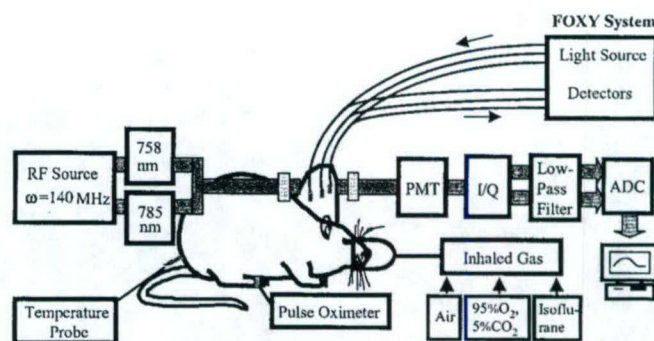 FOXY System
Light Source
Detectors
758
nm
RF Source
ω=140 MHz
785
nm
PMT
I/Q
Low-
Pass
Filter
ADC
Inhaled Gas
Temperature
Probe
Pulse Oximeter
Air
95%O₂,
5%CO₂
Isoflu-
rane